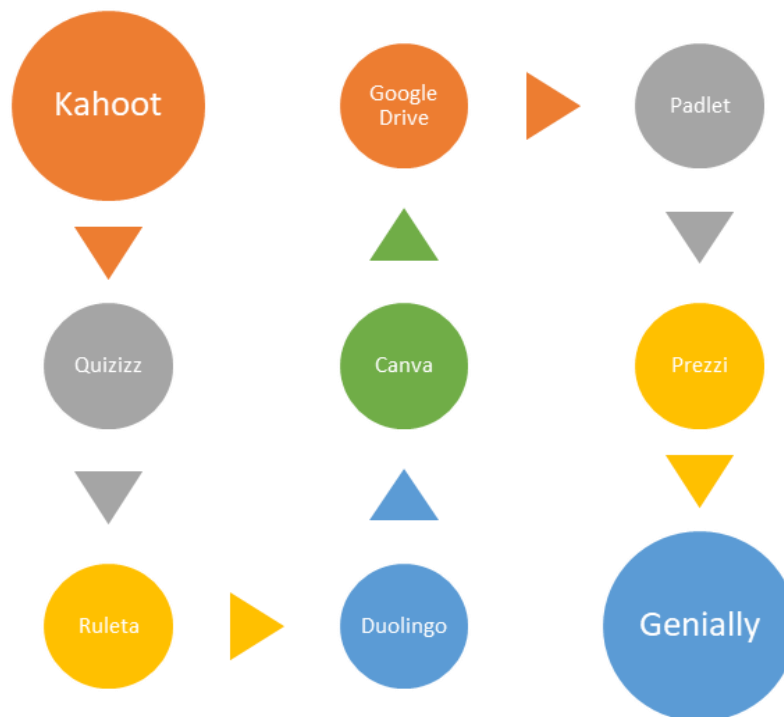 Kahoot
Quizizz
Ruleta
Duolingo
Canva
Google
Drive
Padlet
Prezzi
Genially